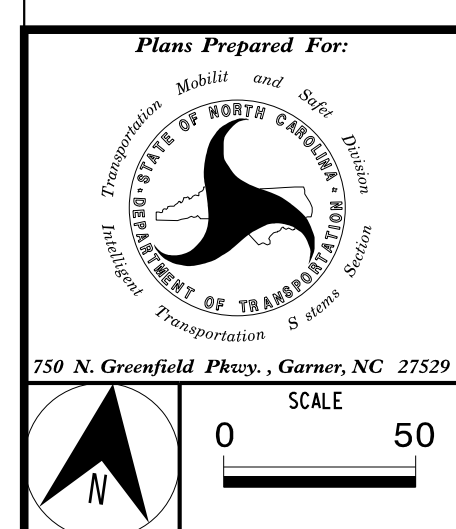 Plans Prepared For:
Transportation Mobilit and Safet Division
STATE OF NORTH CAROLINA
DEPARTMENT OF TRANSPORTATION
Intelligent Transportation S stems Section
750 N. Greenfield Pkwy. , Garner, NC 27529
SCALE
0 50
N